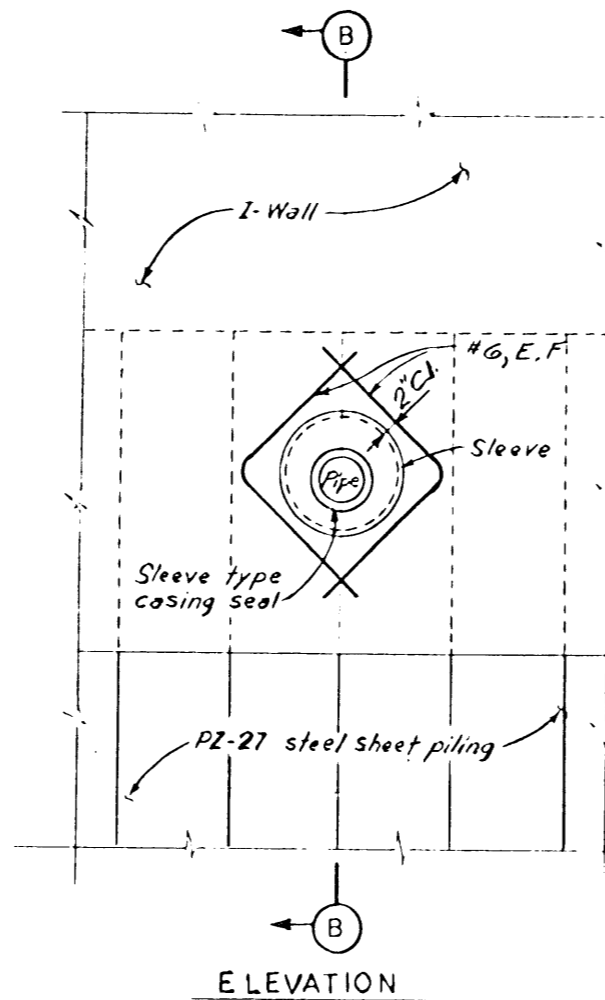 B
I-Wall
#6, E.F
2"Cl.
Sleeve
Pipe
Sleeve type
casing seal
PZ-27 steel sheet piling
B
ELEVATION